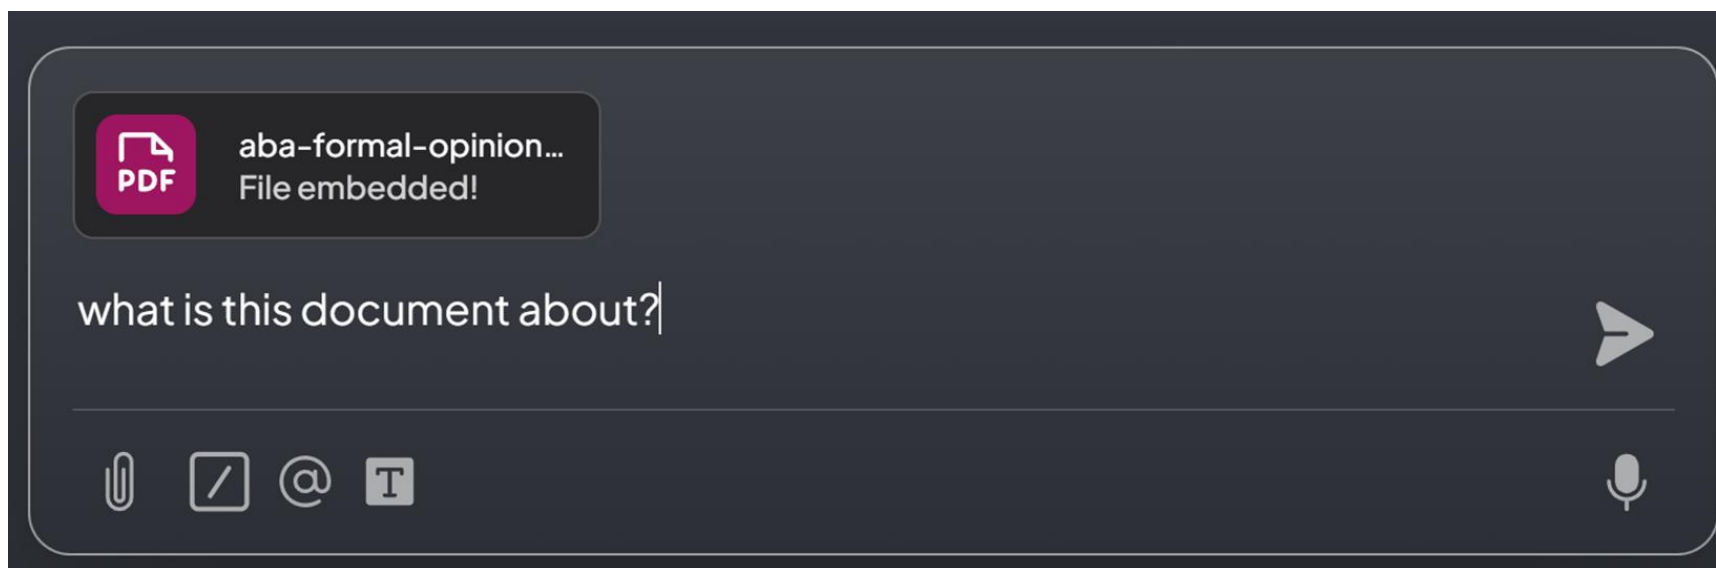 PDF
aba-formal-opinion...
File embedded!
what is this document about?
@
T